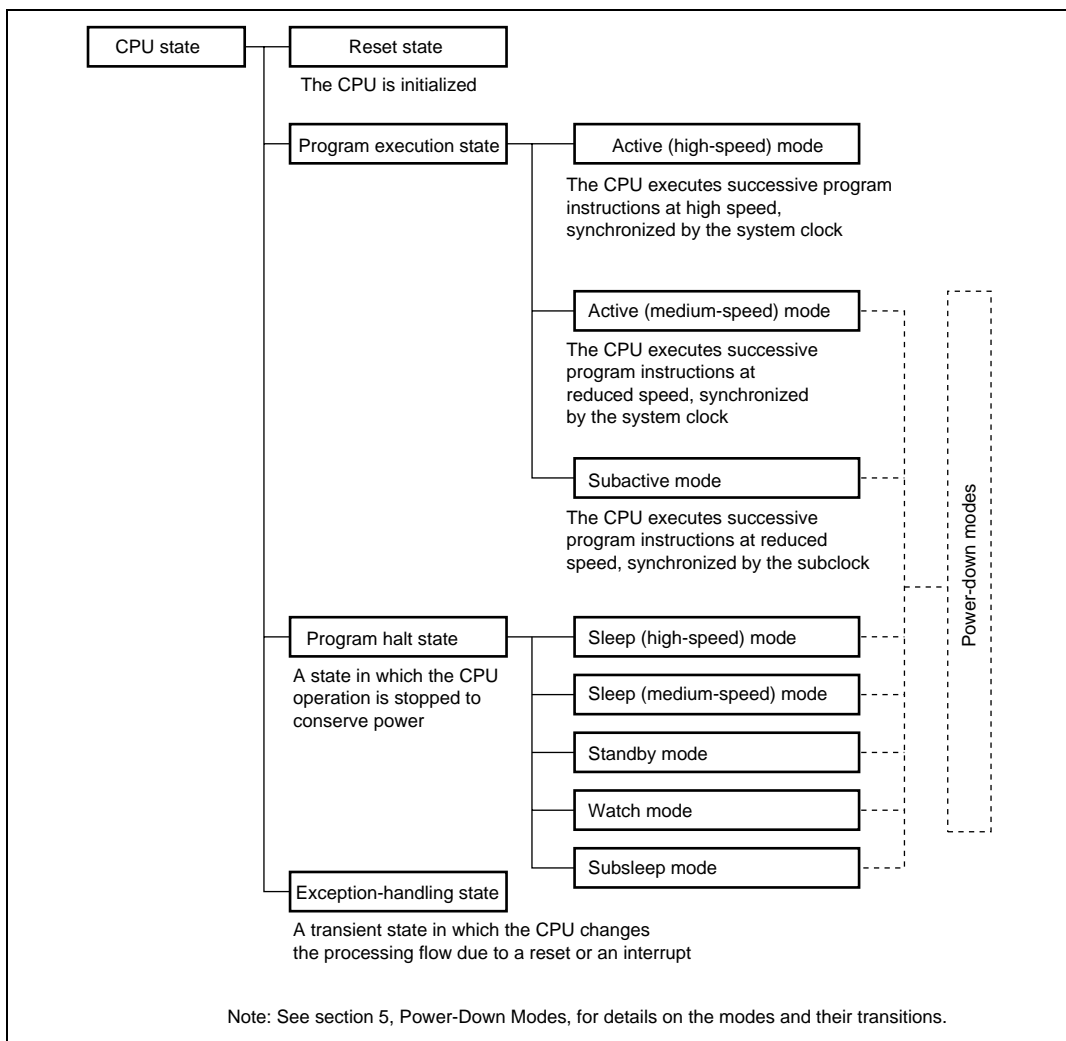 CPU state
Reset state
The CPU is initialized
Program execution state
Active (high-speed) mode
The CPU executes successive program
instructions at high speed,
synchronized by the system clock
Active (medium-speed) mode
The CPU executes successive
program instructions at
reduced speed, synchronized
by the system clock
Subactive mode
The CPU executes successive
program instructions at reduced
speed, synchronized by the subclock
Power-down modes
Program halt state
A state in which the CPU
operation is stopped to
conserve power
Sleep (high-speed) mode
Sleep (medium-speed) mode
Standby mode
Watch mode
Subsleep mode
Exception-handling state
A transient state in which the CPU changes
the processing flow due to a reset or an interrupt
Note: See section 5, Power-Down Modes, for details on the modes and their transitions.